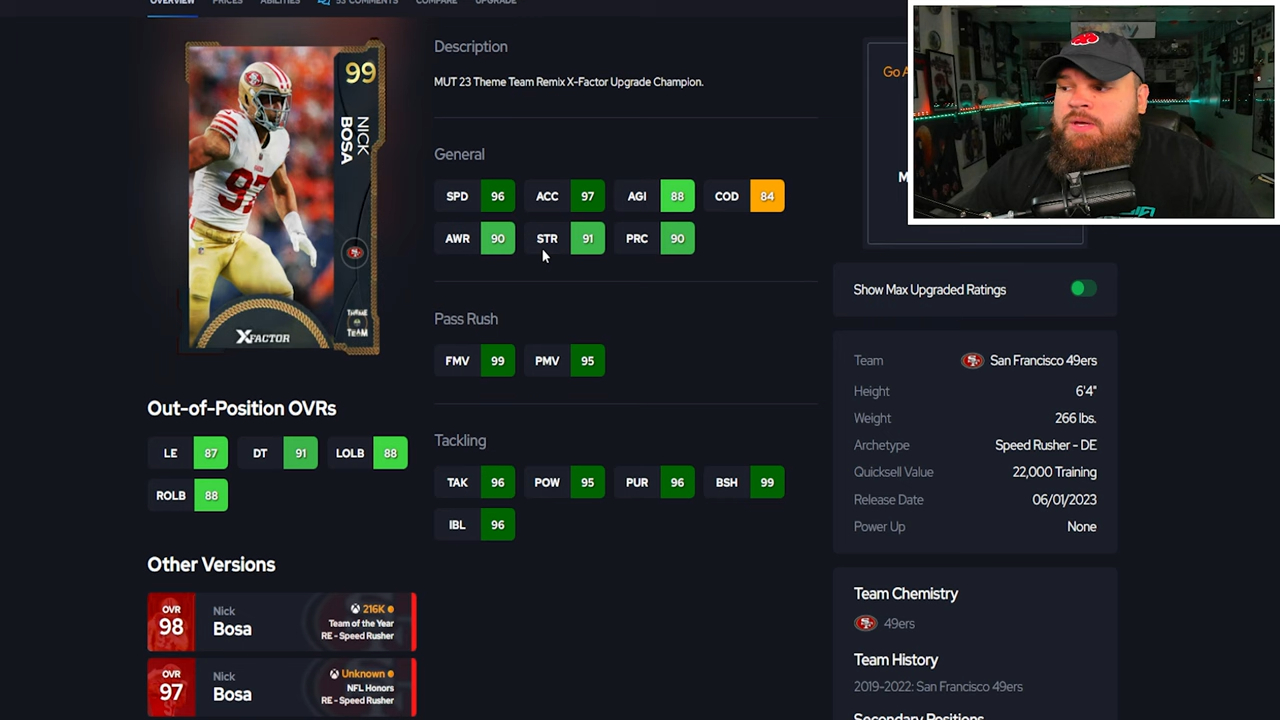 OVERVIEW PRICES ABILITIES 53 COMMENTS COMPARE UPGRADE
99
NICK
BOSA
97
THEME
TEAM
XFACTOR
Description
MUT 23 Theme Team Remix X-Factor Upgrade Champion.
General
SPD 96 ACC 97 AGI 88 COD 84
AWR 90 STR 91 PRC 90
Pass Rush
FMV 99 PMV 95
Tackling
TAK 96 POW 95 PUR 96 BSH 99
IBL 96
Out-of-Position OVRs
LE 87 DT 91 LOLB 88
ROLB 88
Other Versions
OVR
98
Nick
Bosa
216K
Team of the Year
RE - Speed Rusher
OVR
97
Nick
Bosa
Unknown
NFL Honors
RE - Speed Rusher
Go A
M
Show Max Upgraded Ratings
Team San Francisco 49ers
Height 6'4"
Weight 266 lbs.
Archetype Speed Rusher - DE
Quicksell Value 22,000 Training
Release Date 06/01/2023
Power Up None
Team Chemistry
49ers
Team History
2019-2022: San Francisco 49ers
Secondary Positions